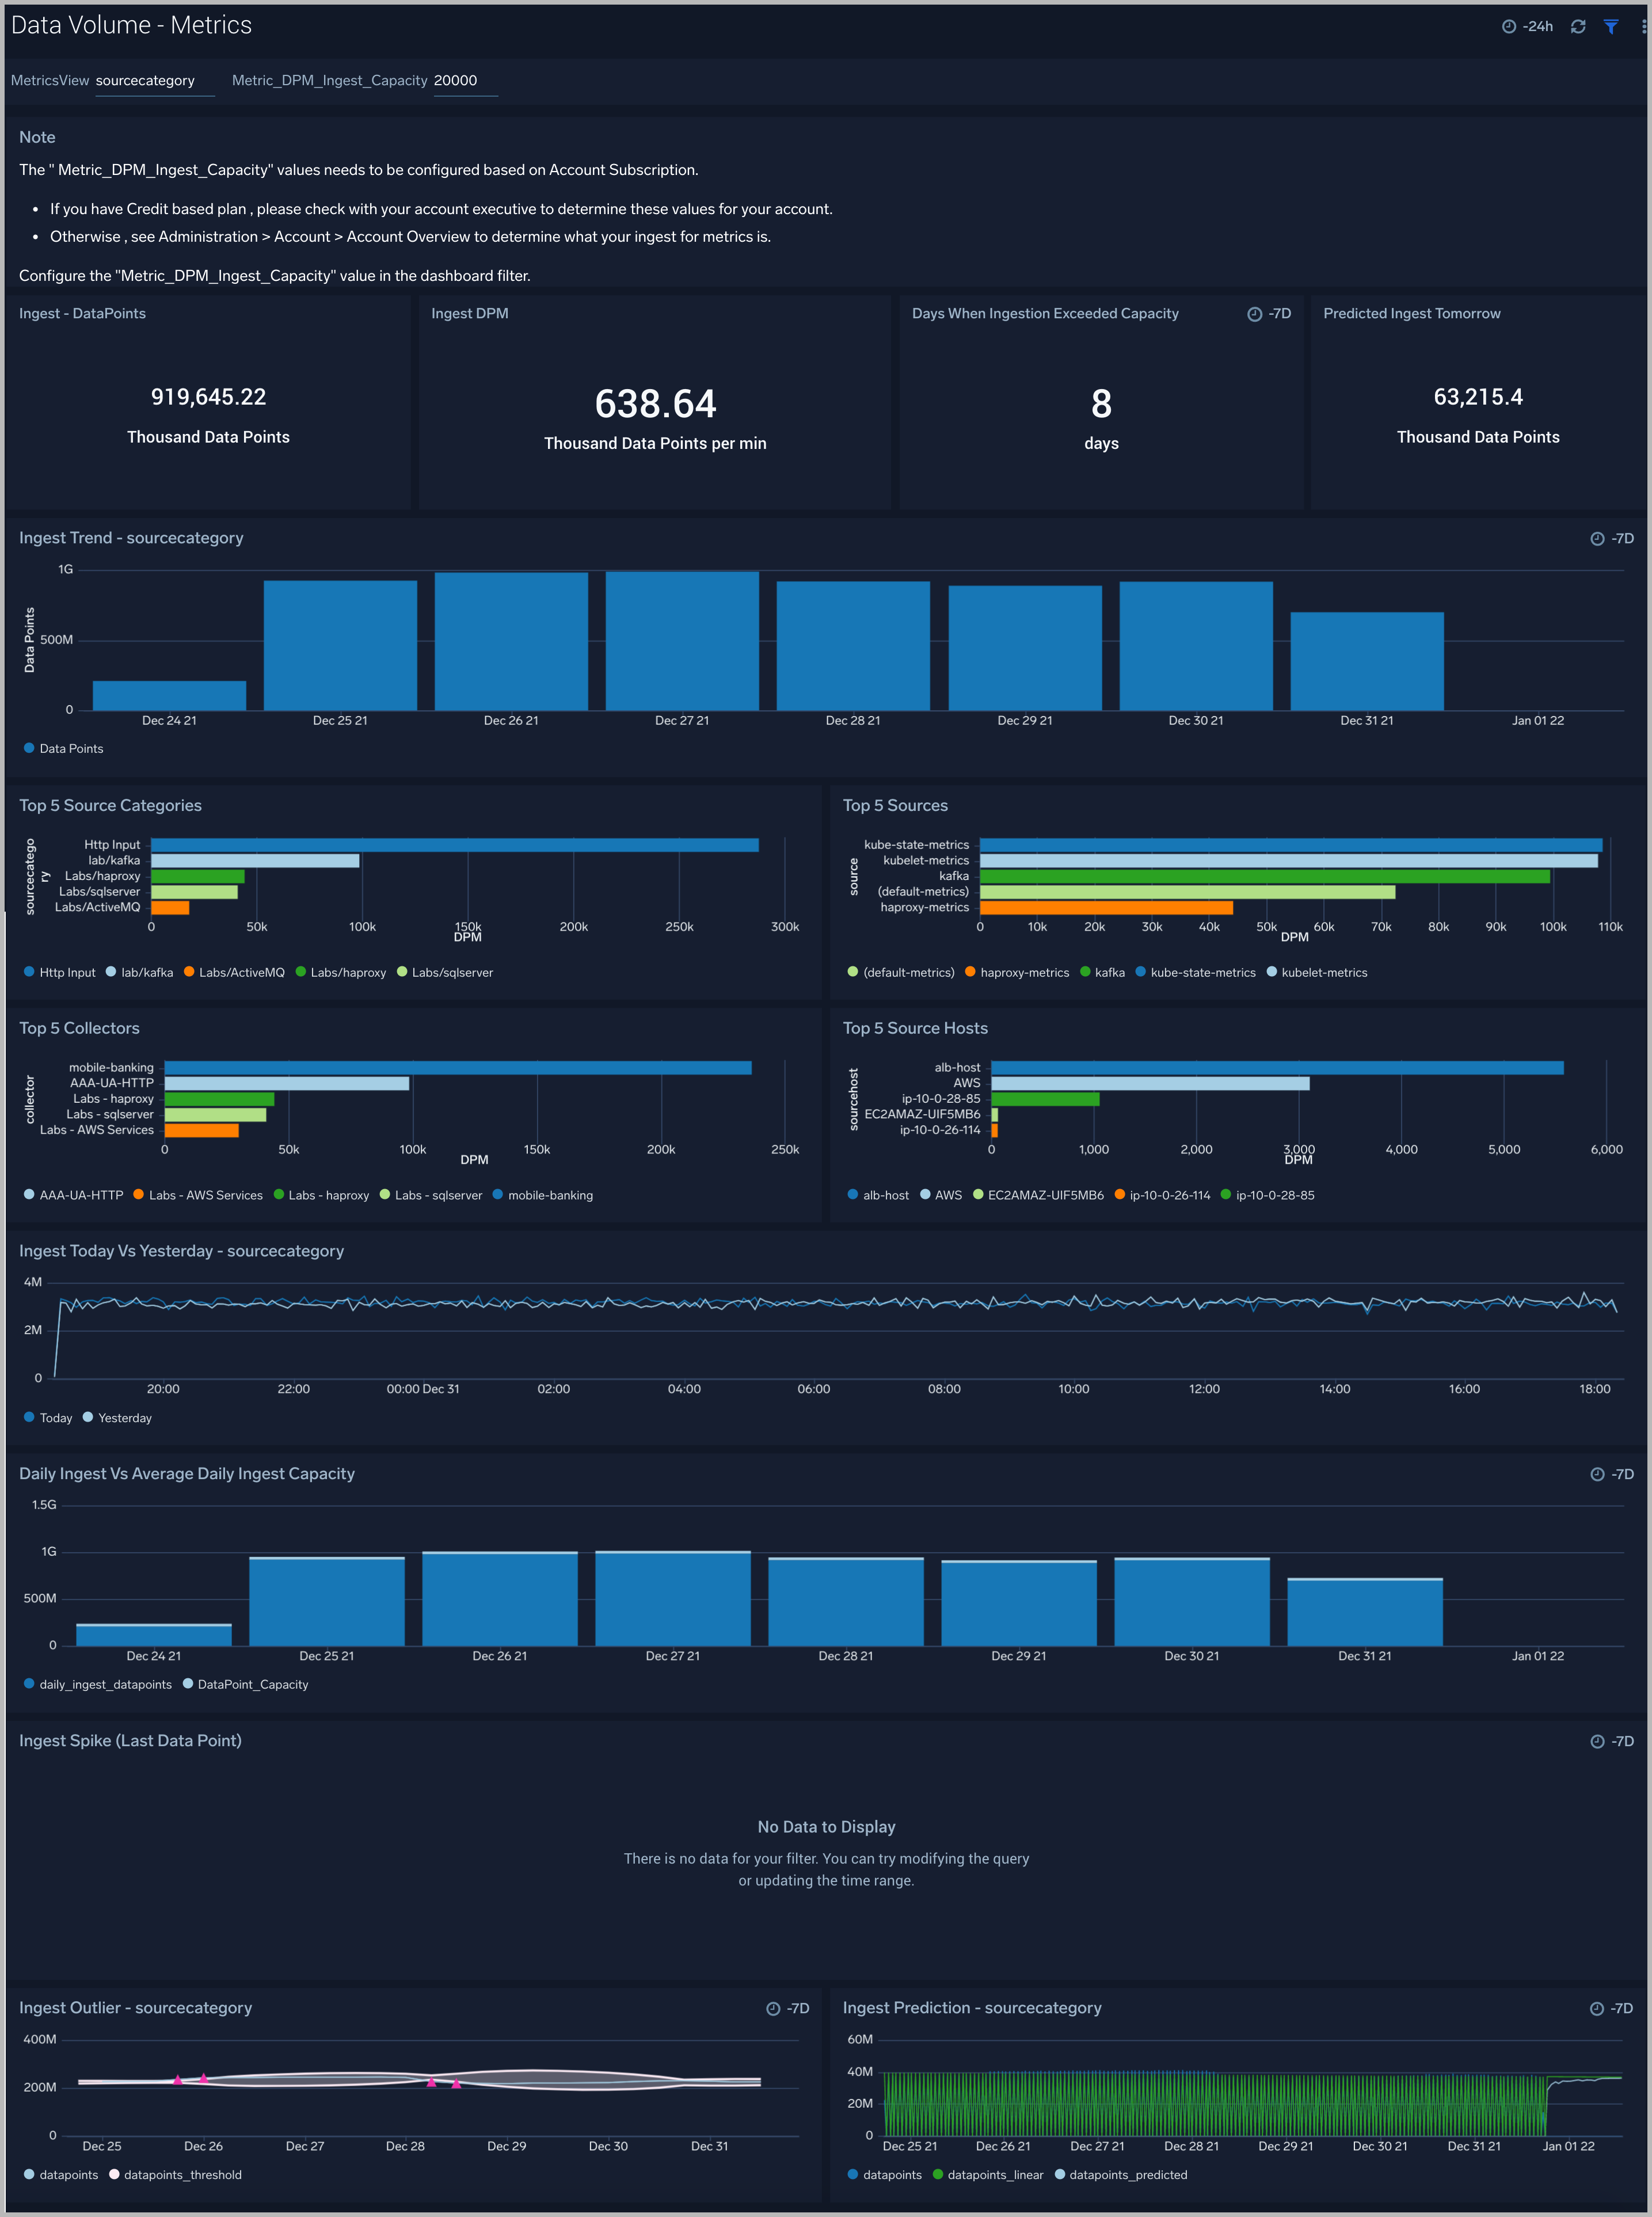 Data Volume - Metrics
-24h
MetricsView sourcecategory Metric_DPM_Ingest_Capacity 20000
Note
The " Metric_DPM_Ingest_Capacity" values needs to be configured based on Account Subscription.
• If you have Credit based plan , please check with your account executive to determine these values for your account.
• Otherwise , see Administration > Account > Account Overview to determine what your ingest for metrics is.
Configure the "Metric_DPM_Ingest_Capacity" value in the dashboard filter.
Ingest - DataPoints
919,645.22
Thousand Data Points
Ingest DPM
638.64
Thousand Data Points per min
Days When Ingestion Exceeded Capacity -7D
8
days
Predicted Ingest Tomorrow
63,215.4
Thousand Data Points
Ingest Trend - sourcecategory -7D
Data Points
1G
500M
0
Dec 24 21 Dec 25 21 Dec 26 21 Dec 27 21 Dec 28 21 Dec 29 21 Dec 30 21 Dec 31 21 Jan 01 22
Data Points
Top 5 Source Categories
sourcecatego
ry
Http Input
lab/kafka
Labs/haproxy
Labs/sqlserver
Labs/ActiveMQ
0 50k 100k 150k 200k 250k 300k
DPM
Http Input lab/kafka Labs/ActiveMQ Labs/haproxy Labs/sqlserver
Top 5 Sources
source
kube-state-metrics
kubelet-metrics
kafka
(default-metrics)
haproxy-metrics
0 10k 20k 30k 40k 50k 60k 70k 80k 90k 100k 110k
DPM
(default-metrics) haproxy-metrics kafka kube-state-metrics kubelet-metrics
Top 5 Collectors
collector
mobile-banking
AAA-UA-HTTP
Labs - haproxy
Labs - sqlserver
Labs - AWS Services
0 50k 100k 150k 200k 250k
DPM
AAA-UA-HTTP Labs - AWS Services Labs - haproxy Labs - sqlserver mobile-banking
Top 5 Source Hosts
sourcehost
alb-host
AWS
ip-10-0-28-85
EC2AMAZ-UIF5MB6
ip-10-0-26-114
0 1,000 2,000 3,000 4,000 5,000 6,000
DPM
alb-host AWS EC2AMAZ-UIF5MB6 ip-10-0-26-114 ip-10-0-28-85
Ingest Today Vs Yesterday - sourcecategory
4M
2M
0
20:00 22:00 00:00 Dec 31 02:00 04:00 06:00 08:00 10:00 12:00 14:00 16:00 18:00
Today Yesterday
Daily Ingest Vs Average Daily Ingest Capacity -7D
1.5G
1G
500M
0
Dec 24 21 Dec 25 21 Dec 26 21 Dec 27 21 Dec 28 21 Dec 29 21 Dec 30 21 Dec 31 21 Jan 01 22
daily_ingest_datapoints DataPoint_Capacity
Ingest Spike (Last Data Point) -7D
No Data to Display
There is no data for your filter. You can try modifying the query
or updating the time range.
Ingest Outlier - sourcecategory -7D
400M
200M
0
Dec 25 Dec 26 Dec 27 Dec 28 Dec 29 Dec 30 Dec 31
datapoints datapoints_threshold
Ingest Prediction - sourcecategory -7D
60M
40M
20M
0
Dec 25 21 Dec 26 21 Dec 27 21 Dec 28 21 Dec 29 21 Dec 30 21 Dec 31 21 Jan 01 22
datapoints datapoints_linear datapoints_predicted